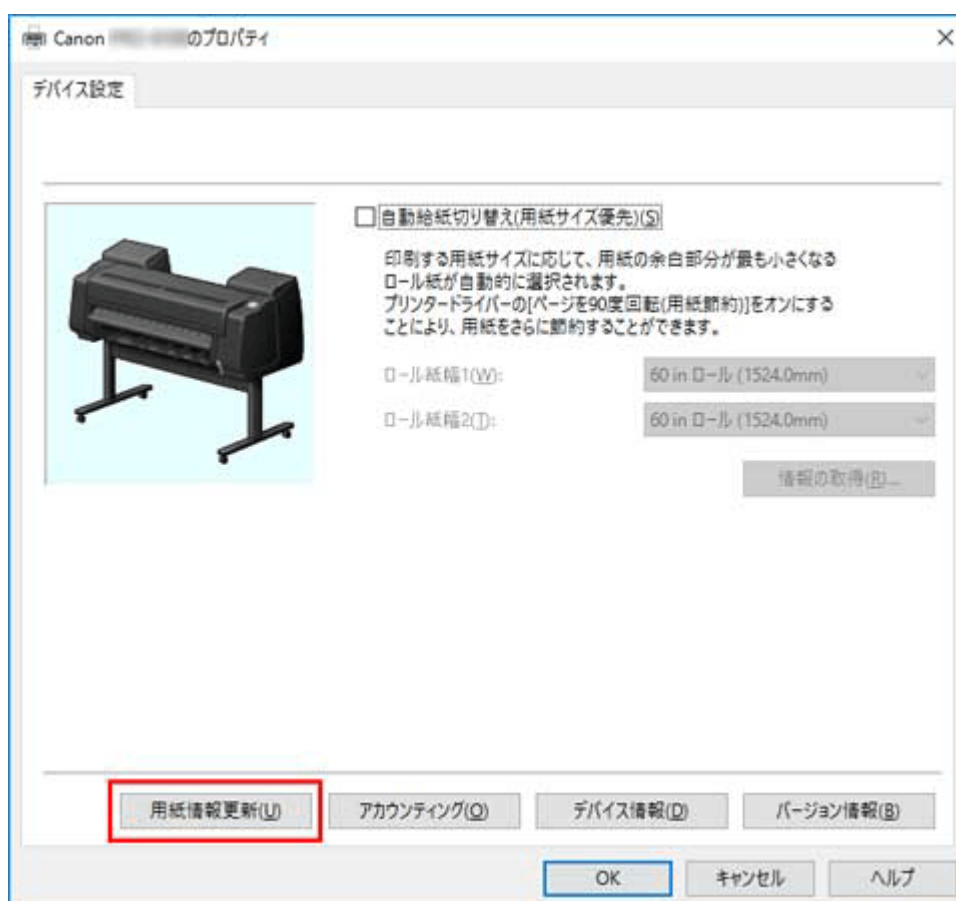 Canon のプロパティ
デバイス設定
自動給紙切り替え(用紙サイズ優先)(S)
印刷する用紙サイズに応じて、用紙の余白部分が最も小さくなる
ロール紙が自動的に選択されます。
プリンタードライバーの[ページを90度回転(用紙節約)]をオンにする
ことにより、用紙をさらに節約することができます。
ロール紙幅1(W): 60 in ロール (1524.0mm)
ロール紙幅2(T): 60 in ロール (1524.0mm)
情報の取得(R)...
用紙情報更新(U) アカウンティング(O) デバイス情報(D) バージョン情報(B)
OK キャンセル ヘルプ